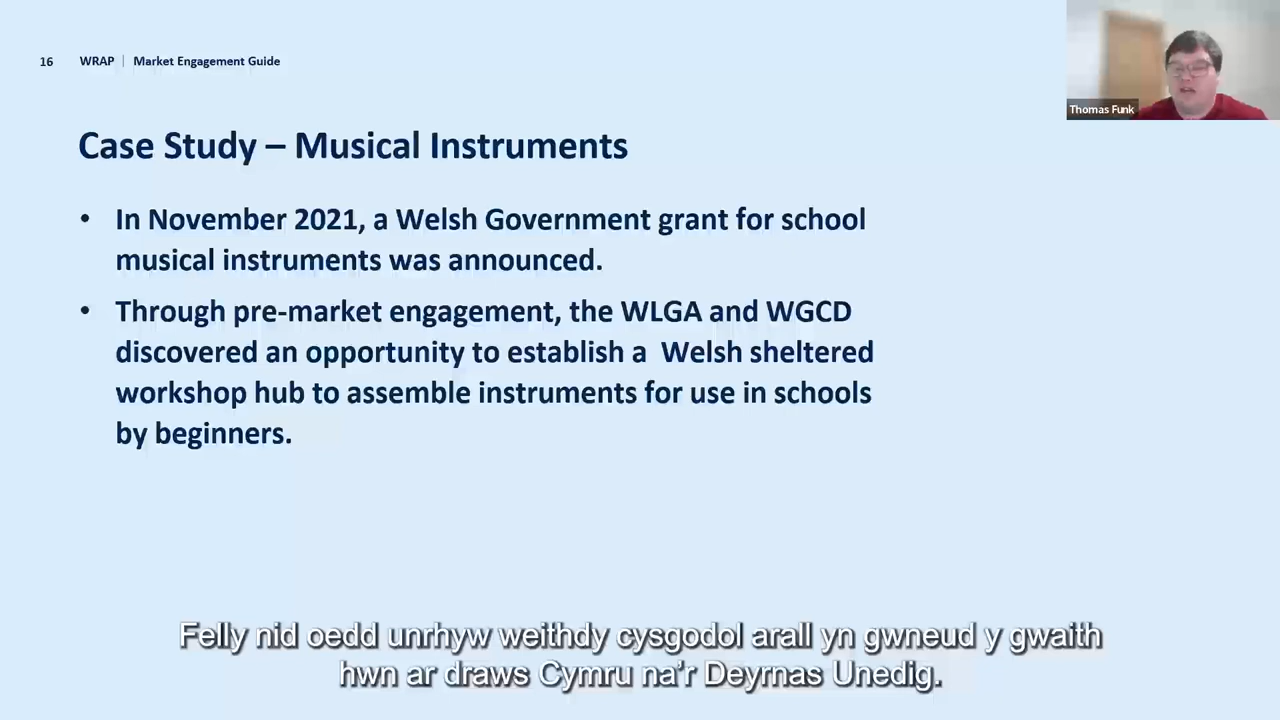 16 WRAP | Market Engagement Guide
Thomas Funk
Case Study – Musical Instruments
• In November 2021, a Welsh Government grant for school
musical instruments was announced.
• Through pre-market engagement, the WLGA and WGCD
discovered an opportunity to establish a Welsh sheltered
workshop hub to assemble instruments for use in schools
by beginners.
Felly nid oedd unrhyw weithdy cysgodol arall yn gwneud y gwaith
hwn ar draws Cymru na'r Deyrnas Unedig.